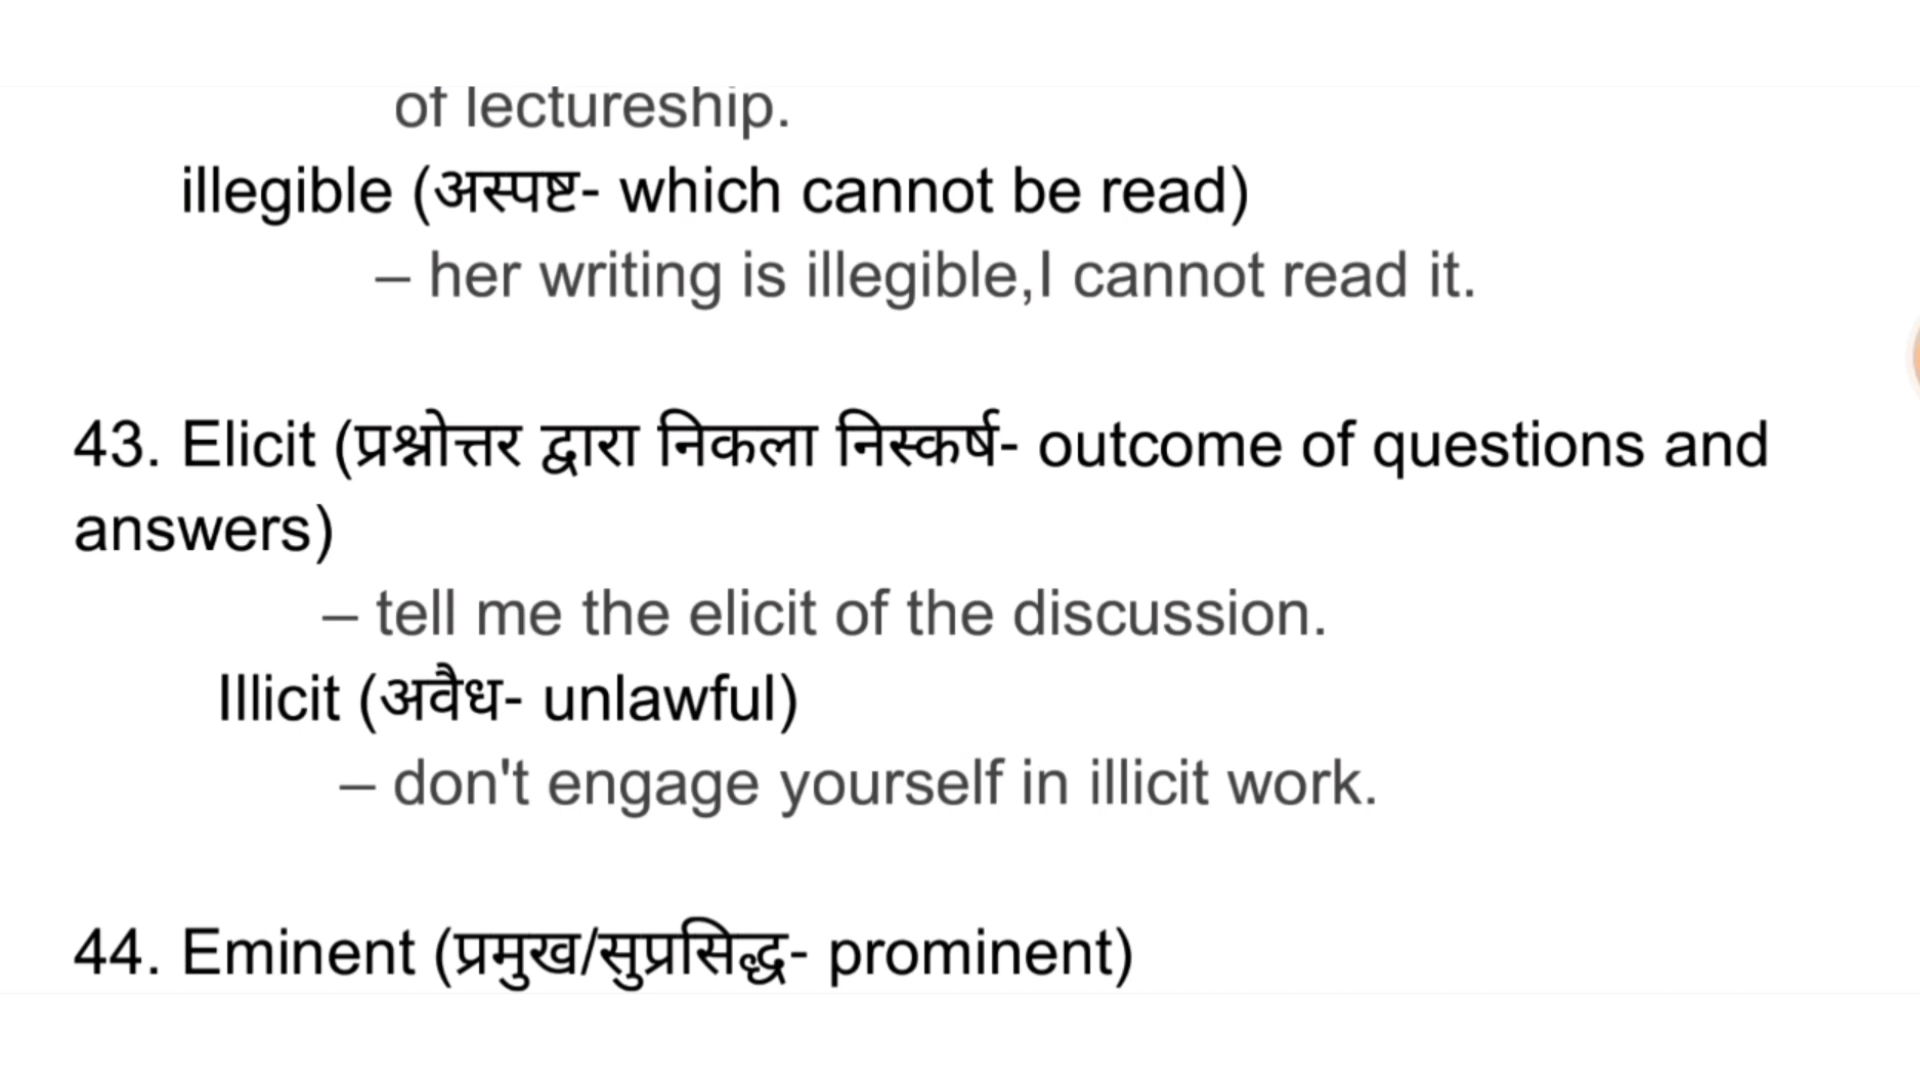 of lectureship.
illegible (अस्पष्ट- which cannot be read)
– her writing is illegible,I cannot read it.
43. Elicit (प्रश्नोत्तर द्वारा निकला निस्कर्ष- outcome of questions and
answers)
– tell me the elicit of the discussion.
Illicit (अवैध- unlawful)
– don't engage yourself in illicit work.
44. Eminent (प्रमुख/सुप्रसिद्ध- prominent)